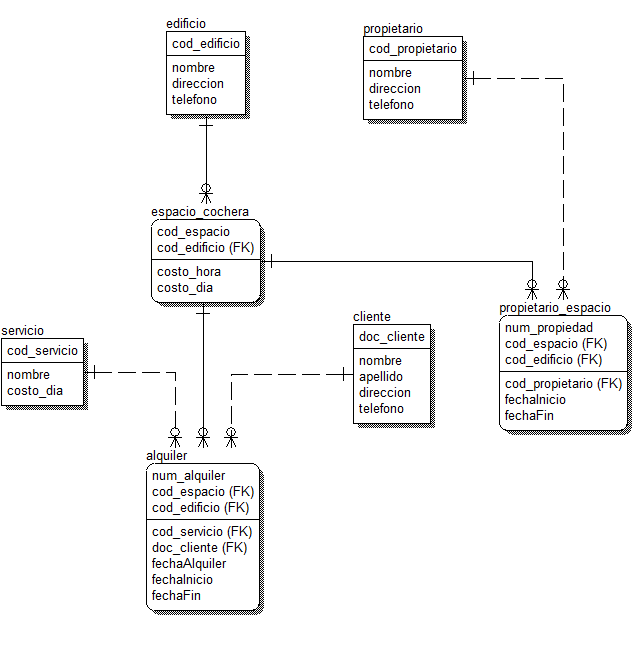 edificio
cod_edificio
nombre
direccion
telefono
propietario
cod_propietario
nombre
direccion
telefono
espacio_cochera
cod_espacio
cod_edificio (FK)
costo_hora
costo_dia
propietario_espacio
num_propiedad
cod_espacio (FK)
cod_edificio (FK)
cod_propietario (FK)
fechaInicio
fechaFin
servicio
cod_servicio
nombre
costo_dia
cliente
doc_cliente
nombre
apellido
direccion
telefono
alquiler
num_alquiler
cod_espacio (FK)
cod_edificio (FK)
cod_servicio (FK)
doc_cliente (FK)
fechaAlquiler
fechaInicio
fechaFin